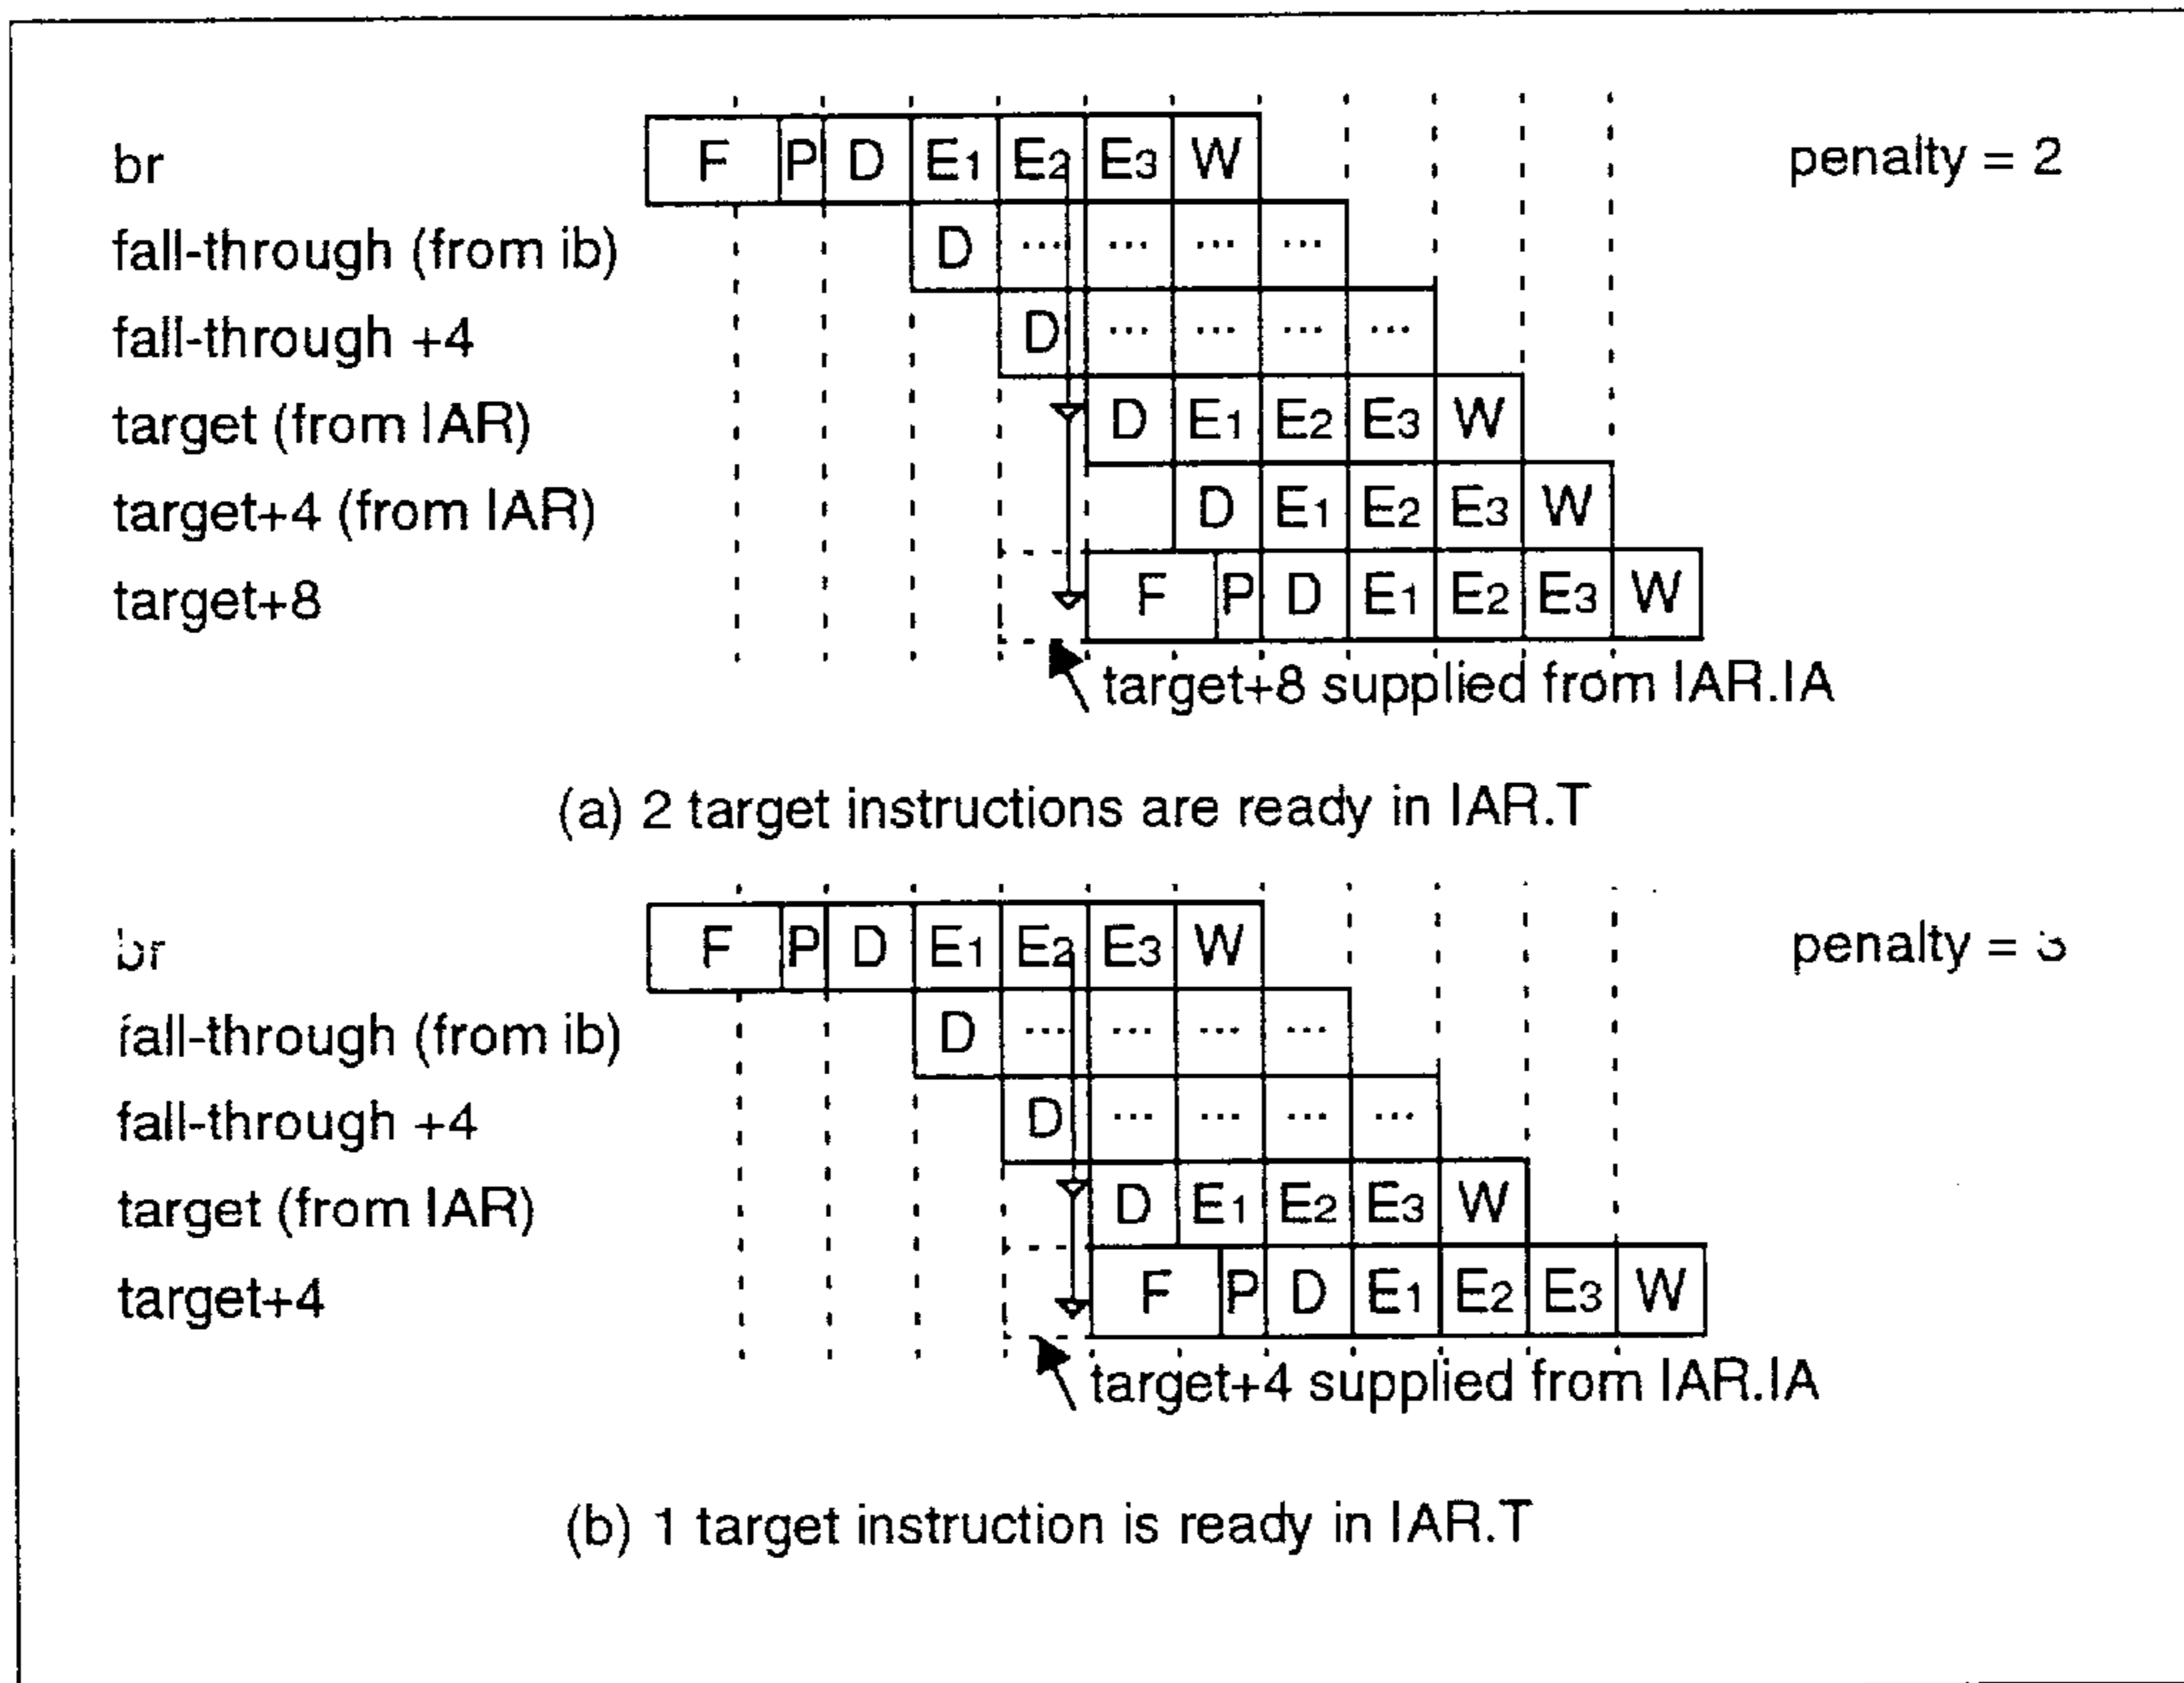 br F P D E1 E2 E3 W penalty = 2
fall-through (from ib) D ... ... ... ...
fall-through +4 D ... ... ... ...
target (from IAR) D E1 E2 E3 W
target+4 (from IAR) D E1 E2 E3 W
target+8 F P D E1 E2 E3 W
target+8 supplied from IAR.IA
(a) 2 target instructions are ready in IAR.T
br F P D E1 E2 E3 W penalty = 3
fall-through (from ib) D ... ... ... ...
fall-through +4 D ... ... ... ...
target (from IAR) D E1 E2 E3 W
target+4 F P D E1 E2 E3 W
target+4 supplied from IAR.IA
(b) 1 target instruction is ready in IAR.T